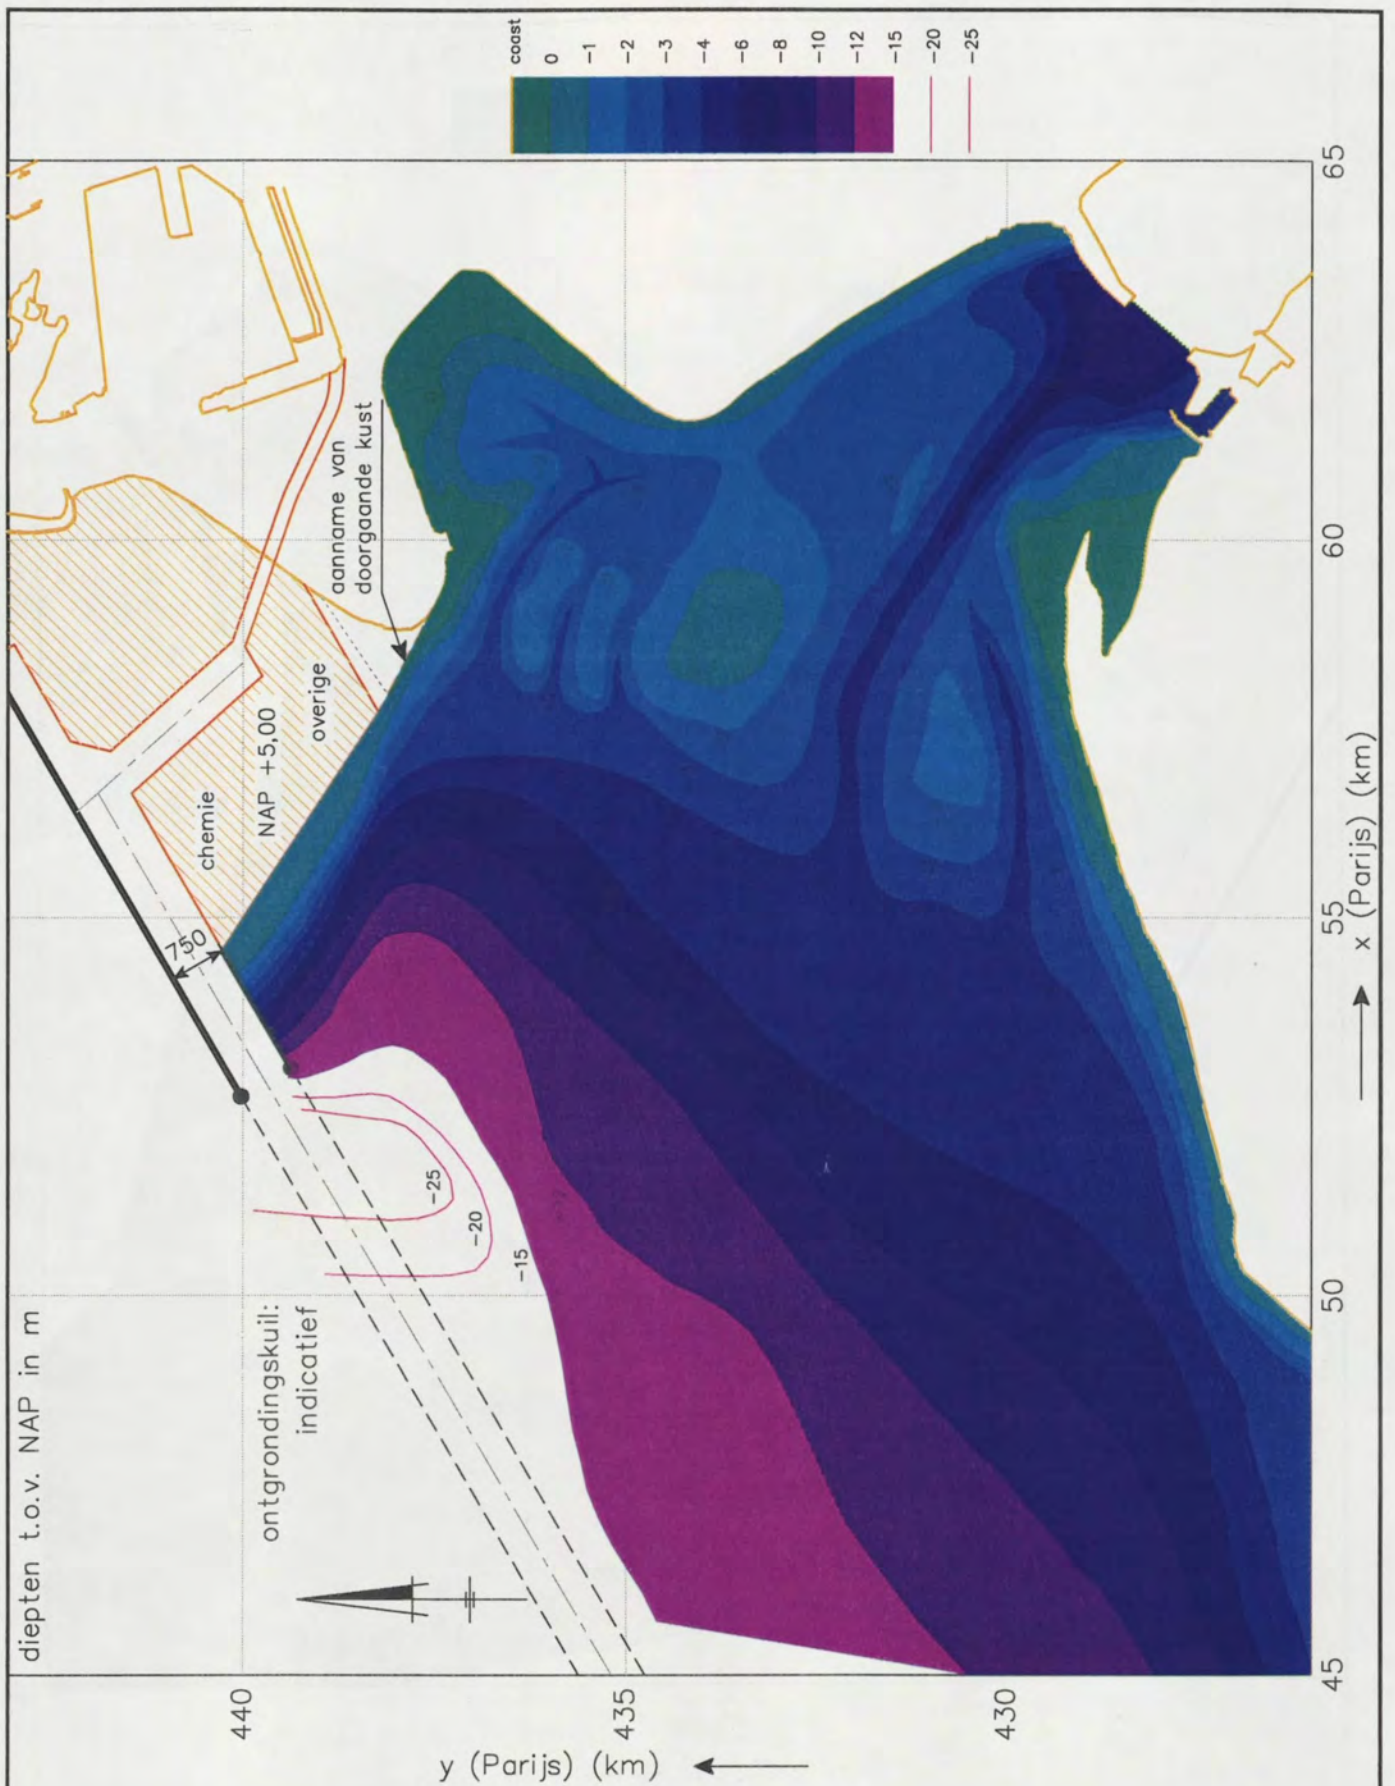 diepten t.o.v. NAP in m
coast
0
-1
-2
-3
-4
-6
-8
-10
-12
-15
-20
-25
chemie
NAP +5,00
overige
aanname van
doorgaande kust
750
ontgrondingskuil:
indicatief
-25
-20
-15
440
435
430
y (Parijs) (km)
45
50
55
60
65
x (Parijs) (km)